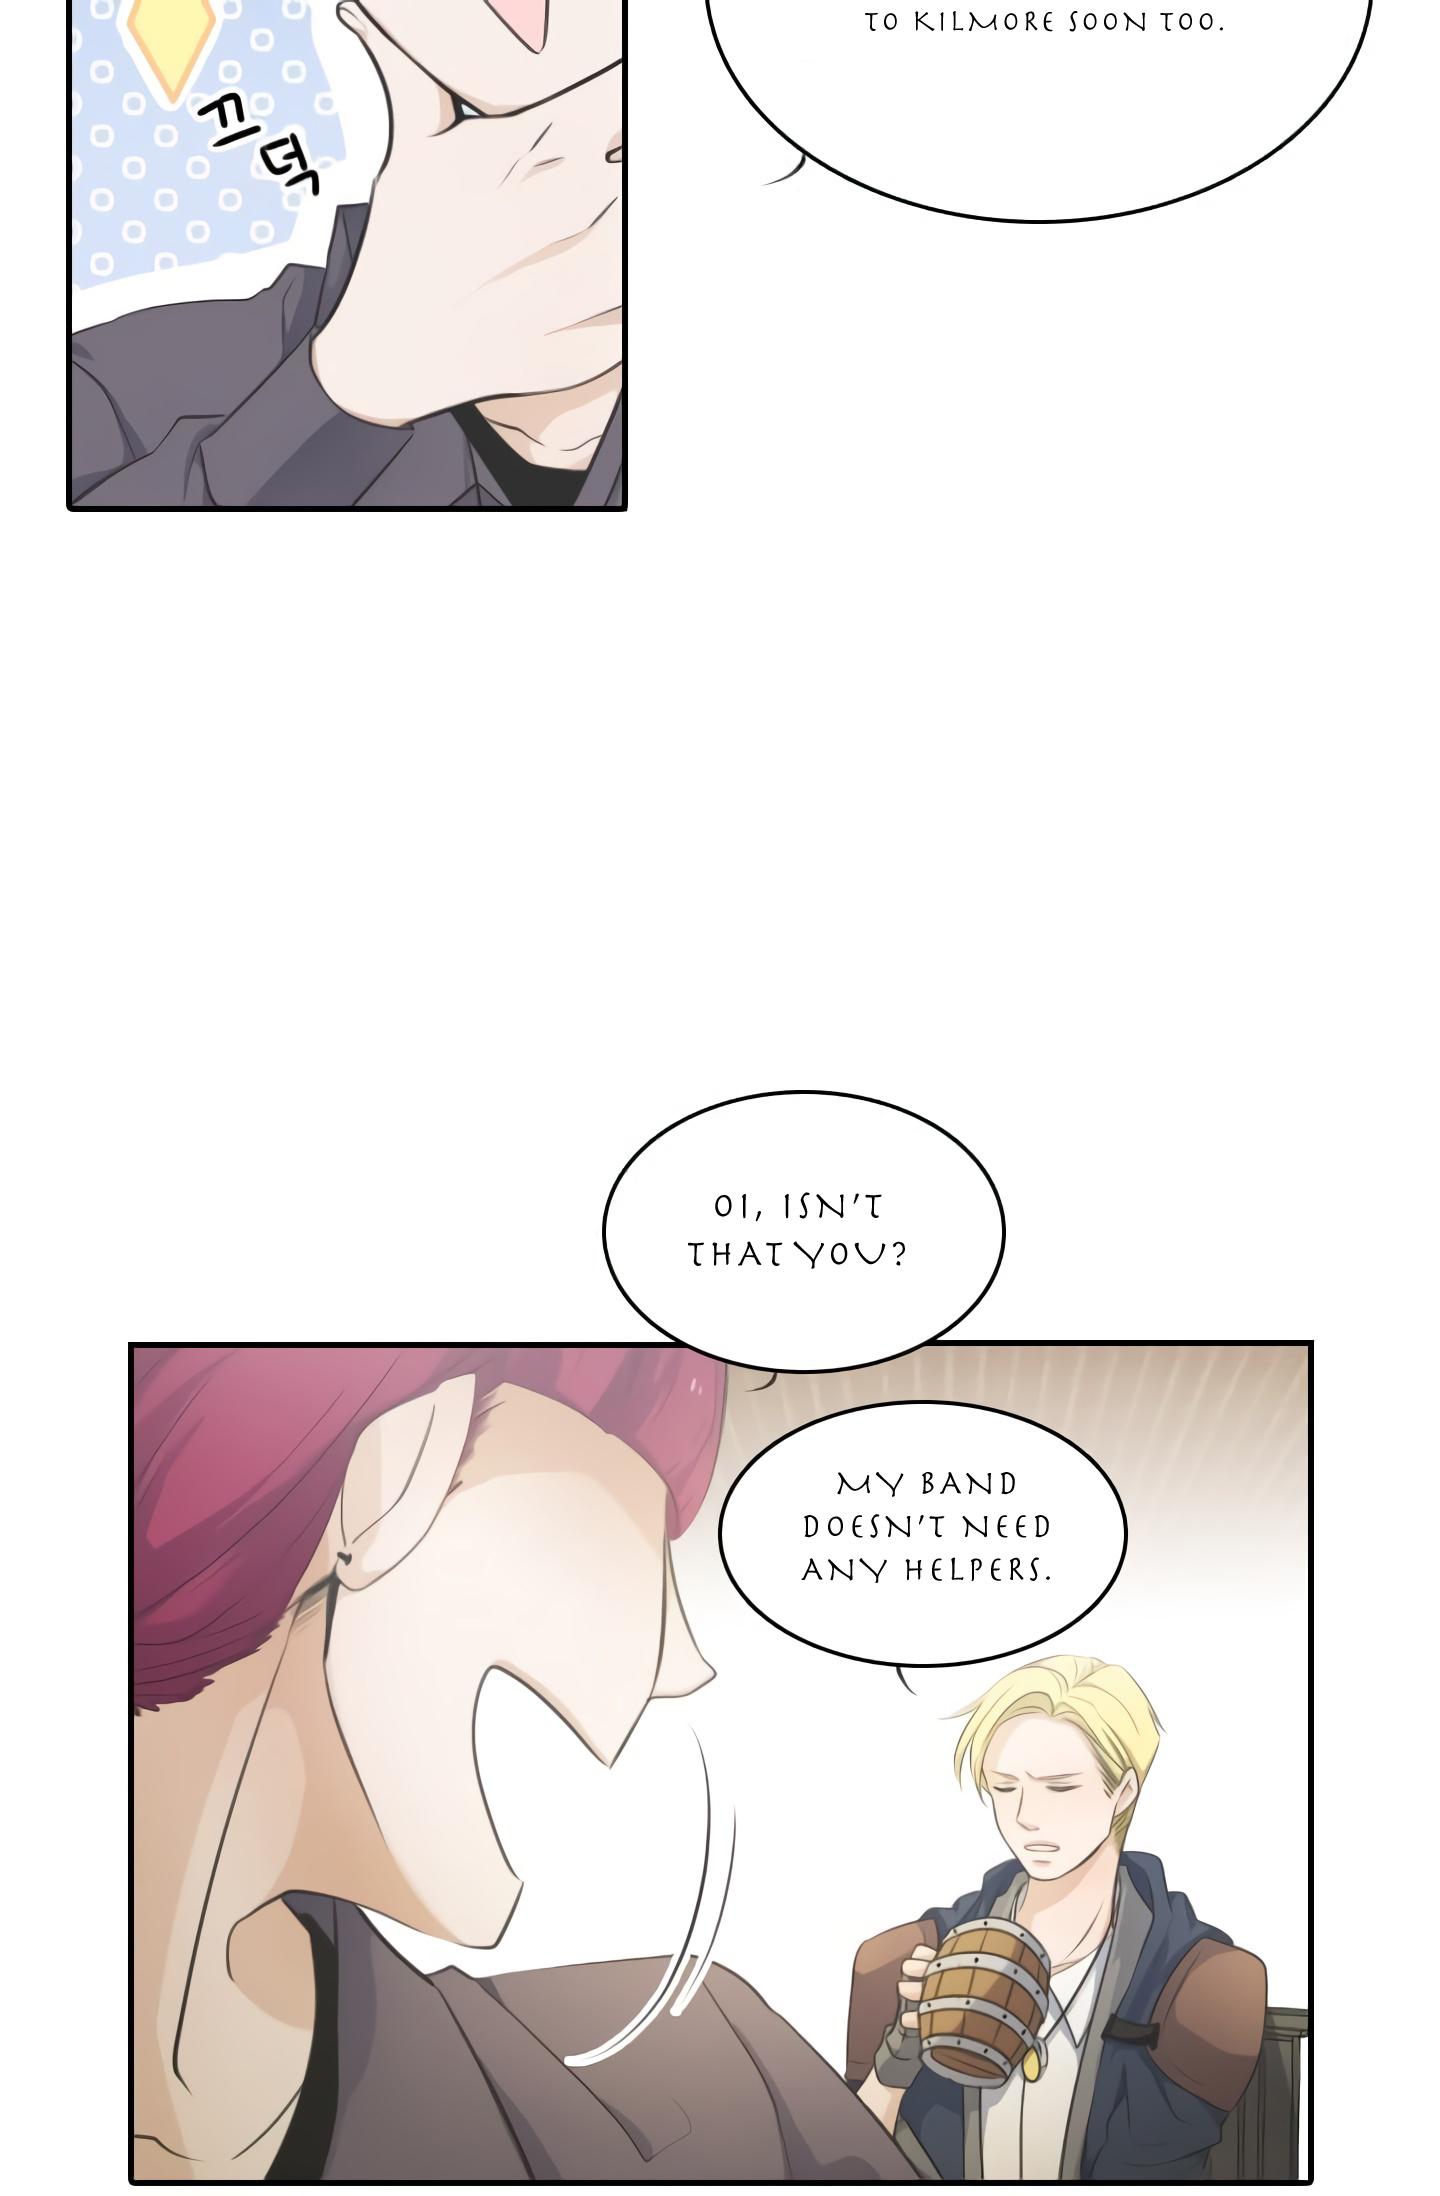 TO KILMORE SOON TOO.
끄덕
OI, ISN'T
THAT YOU?
MY BAND
DOESN'T NEED
ANY HELPERS.